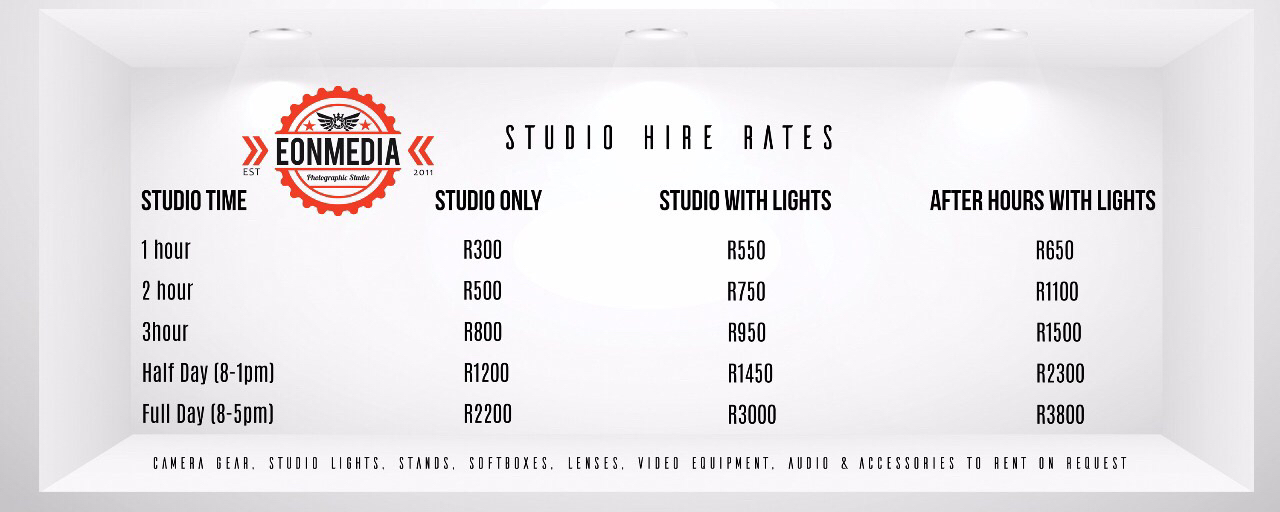 EONMEDIA
EST
2011
Photographic Studio
STUDIO HIRE RATES
STUDIO TIME STUDIO ONLY STUDIO WITH LIGHTS AFTER HOURS WITH LIGHTS
1 hour R300 R550 R650
2 hour R500 R750 R1100
3hour R800 R950 R1500
Half Day (8-1pm) R1200 R1450 R2300
Full Day (8-5pm) R2200 R3000 R3800
CAMERA GEAR, STUDIO LIGHTS, STANDS, SOFTBOXES, LENSES, VIDEO EQUIPMENT, AUDIO & ACCESSORIES TO RENT ON REQUEST